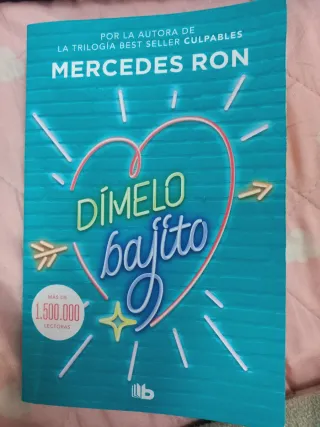 POR LA AUTORA DE
LA TRILOGÍA BEST SELLER CULPABLES
MERCEDES RON
DÍMELO
bajito
MÁS DE
1.500.000
LECTORAS
b